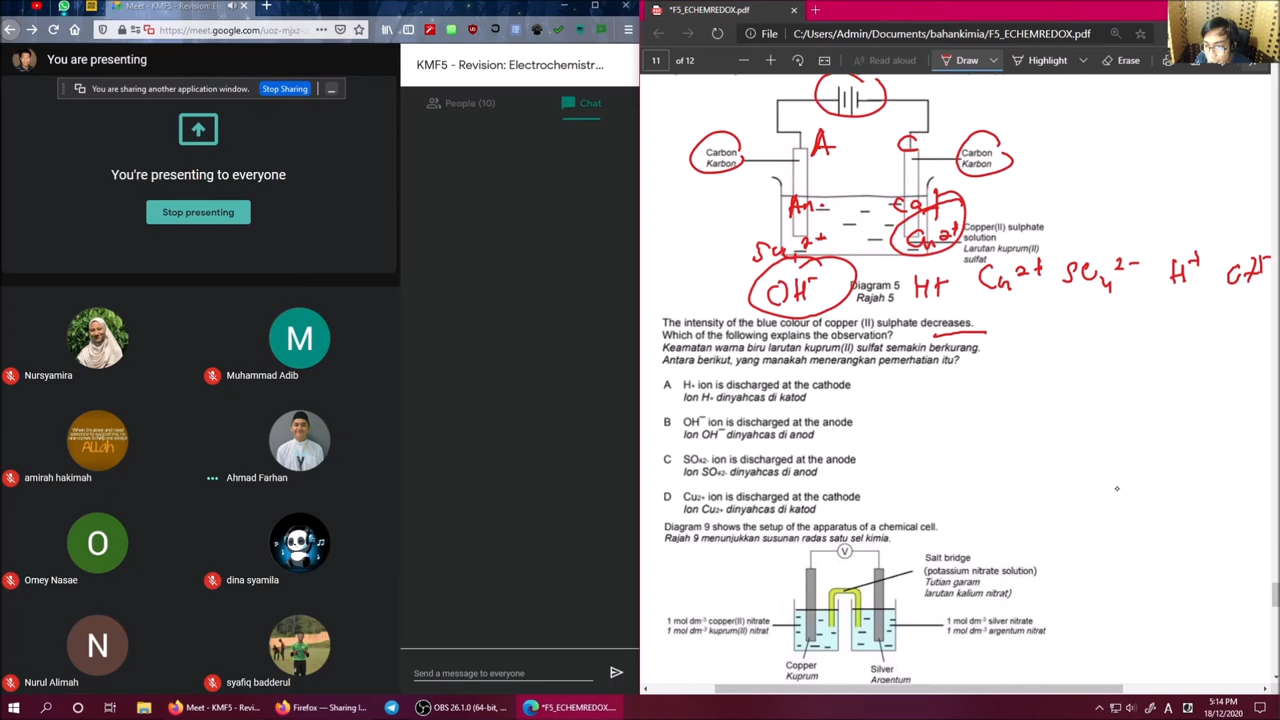 KMF5 - Revision: E
https://meet.google.com/uoz-mjxz-
You are presenting
You are sharing another application window.
Stop Sharing
You're presenting to everyone
Stop presenting
Nursyamimi
Muhammad Adib
aminkimiam
Ahmad Farhan
O
M
Omey Nasae
dina syamila
N
Nurul Alimah
syafiq badderul
KMF5 - Revision: Electrochemistr...
People (10)
Chat
Send a message to everyone
*F5_ECHEMREDOX.pdf
File
C:/Users/Admin/Documents/bahankimia/F5_ECHEMREDOX.pdf
11 of 12
Read aloud
Draw
Highlight
Erase
A
C
Carbon
Karbon
Carbon
Karbon
Copper(II) sulphate
solution
Larutan kuprum(II)
sulfat
Cu²⁺
SO₄²⁻
OH⁻
H+
Cu²⁺ SO₄²⁻ H⁺
Diagram 5
Rajah 5
The intensity of the blue colour of copper (II) sulphate decreases.
Which of the following explains the observation?
Keamatan warna biru larutan kuprum(II) sulfat semakin berkurang.
Antara berikut, yang manakah menerangkan pemerhatian itu?
A H+ ion is discharged at the cathode
Ion H+ dinyahcas di katod
B OH⁻ ion is discharged at the anode
Ion OH⁻ dinyahcas di anod
C SO42- ion is discharged at the anode
Ion SO42- dinyahcas di anod
D Cu2+ ion is discharged at the cathode
Ion Cu2+ dinyahcas di katod
Diagram 9 shows the setup of the apparatus of a chemical cell.
Rajah 9 menunjukkan susunan radas satu sel kimia.
V
Salt bridge
(potassium nitrate solution)
Tutian garam
larutan kalium nitrat)
1 mol dm-3 copper(II) nitrate
1 mol dm-3 kuprum(II) nitrat
1 mol dm-3 silver nitrate
1 mol dm-3 argentum nitrat
Copper
Kuprum
Silver
Argentum
Meet - KMF5 - Revisi...
Firefox — Sharing I...
OBS 26.1.0 (64-bit, ...
*F5_ECHEMREDOX.p...
5:14 PM
18/12/2020